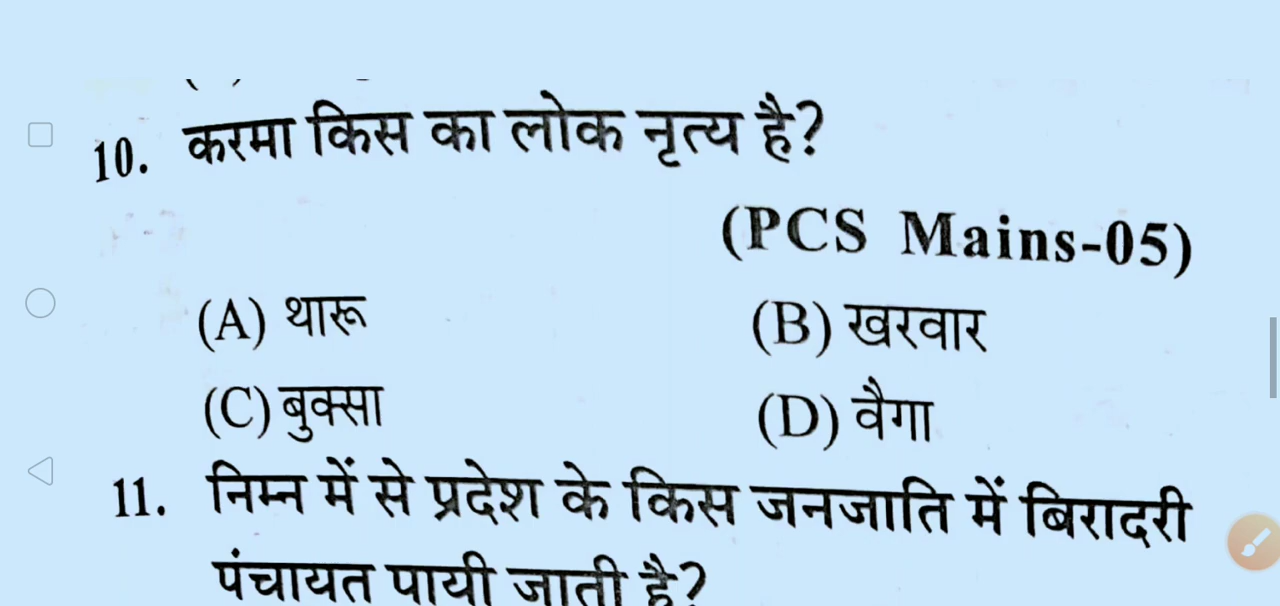 10. करमा किस का लोक नृत्य है?
(PCS Mains-05)
(A) थारू (B) खरवार
(C) बुक्सा (D) वैगा
11. निम्न में से प्रदेश के किस जनजाति में बिरादरी
पंचायत पायी जाती है?